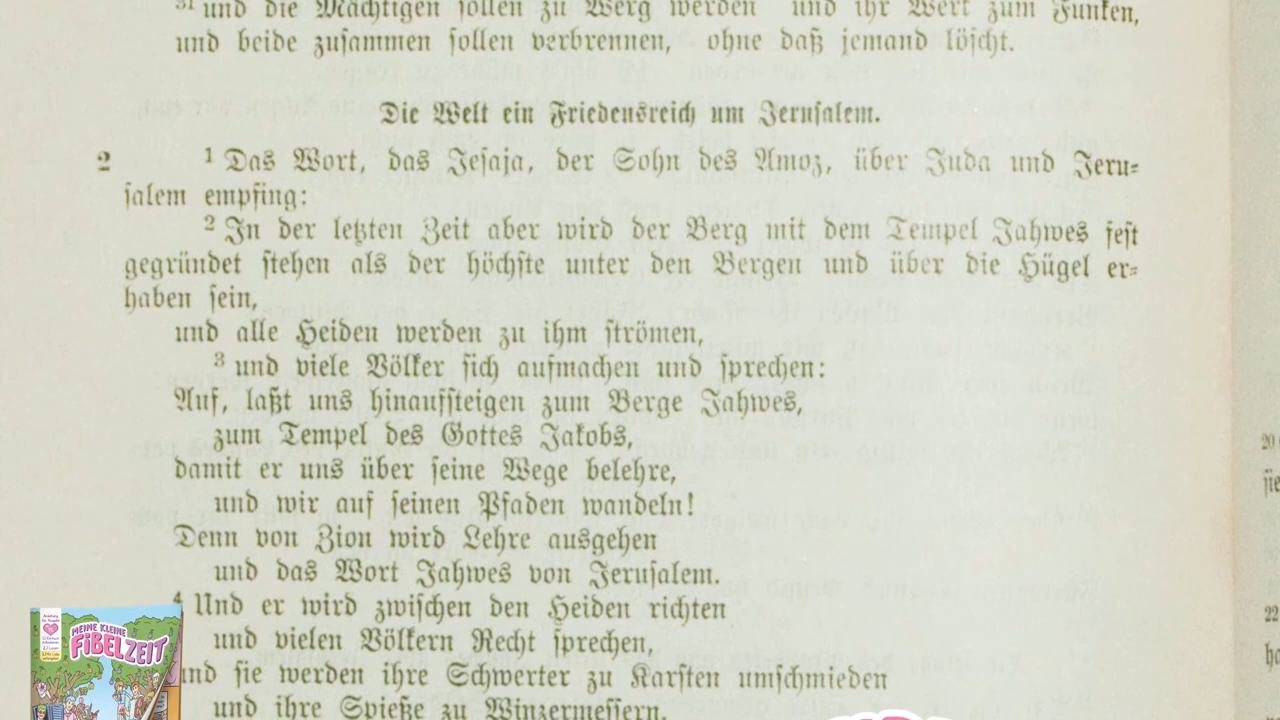 31 und die Mächtigen sollen zu Werg werden und ihr Werk zum Funken,
und beide zusammen sollen verbrennen, ohne daß jemand löscht.
Die Welt ein Friedensreich um Jerusalem.
2 1 Das Wort, das Jesaja, der Sohn des Amoz, über Juda und Jeru-
salem empfing:
2 In der letzten Zeit aber wird der Berg mit dem Tempel Jahwes fest
gegründet stehen als der höchste unter den Bergen und über die Hügel er-
haben sein,
und alle Heiden werden zu ihm strömen,
3 und viele Völker sich aufmachen und sprechen:
Auf, laßt uns hinaufsteigen zum Berge Jahwes,
zum Tempel des Gottes Jakobs,
damit er uns über seine Wege belehre,
und wir auf seinen Pfaden wandeln!
Denn von Zion wird Lehre ausgehen
und das Wort Jahwes von Jerusalem.
4 Und er wird zwischen den Heiden richten
und vielen Völkern Recht sprechen,
und sie werden ihre Schwerter zu Karsten umschmieden
und ihre Spieße zu Winzermessern.
MEINE KLEINE
FiBELZEIT
20
22